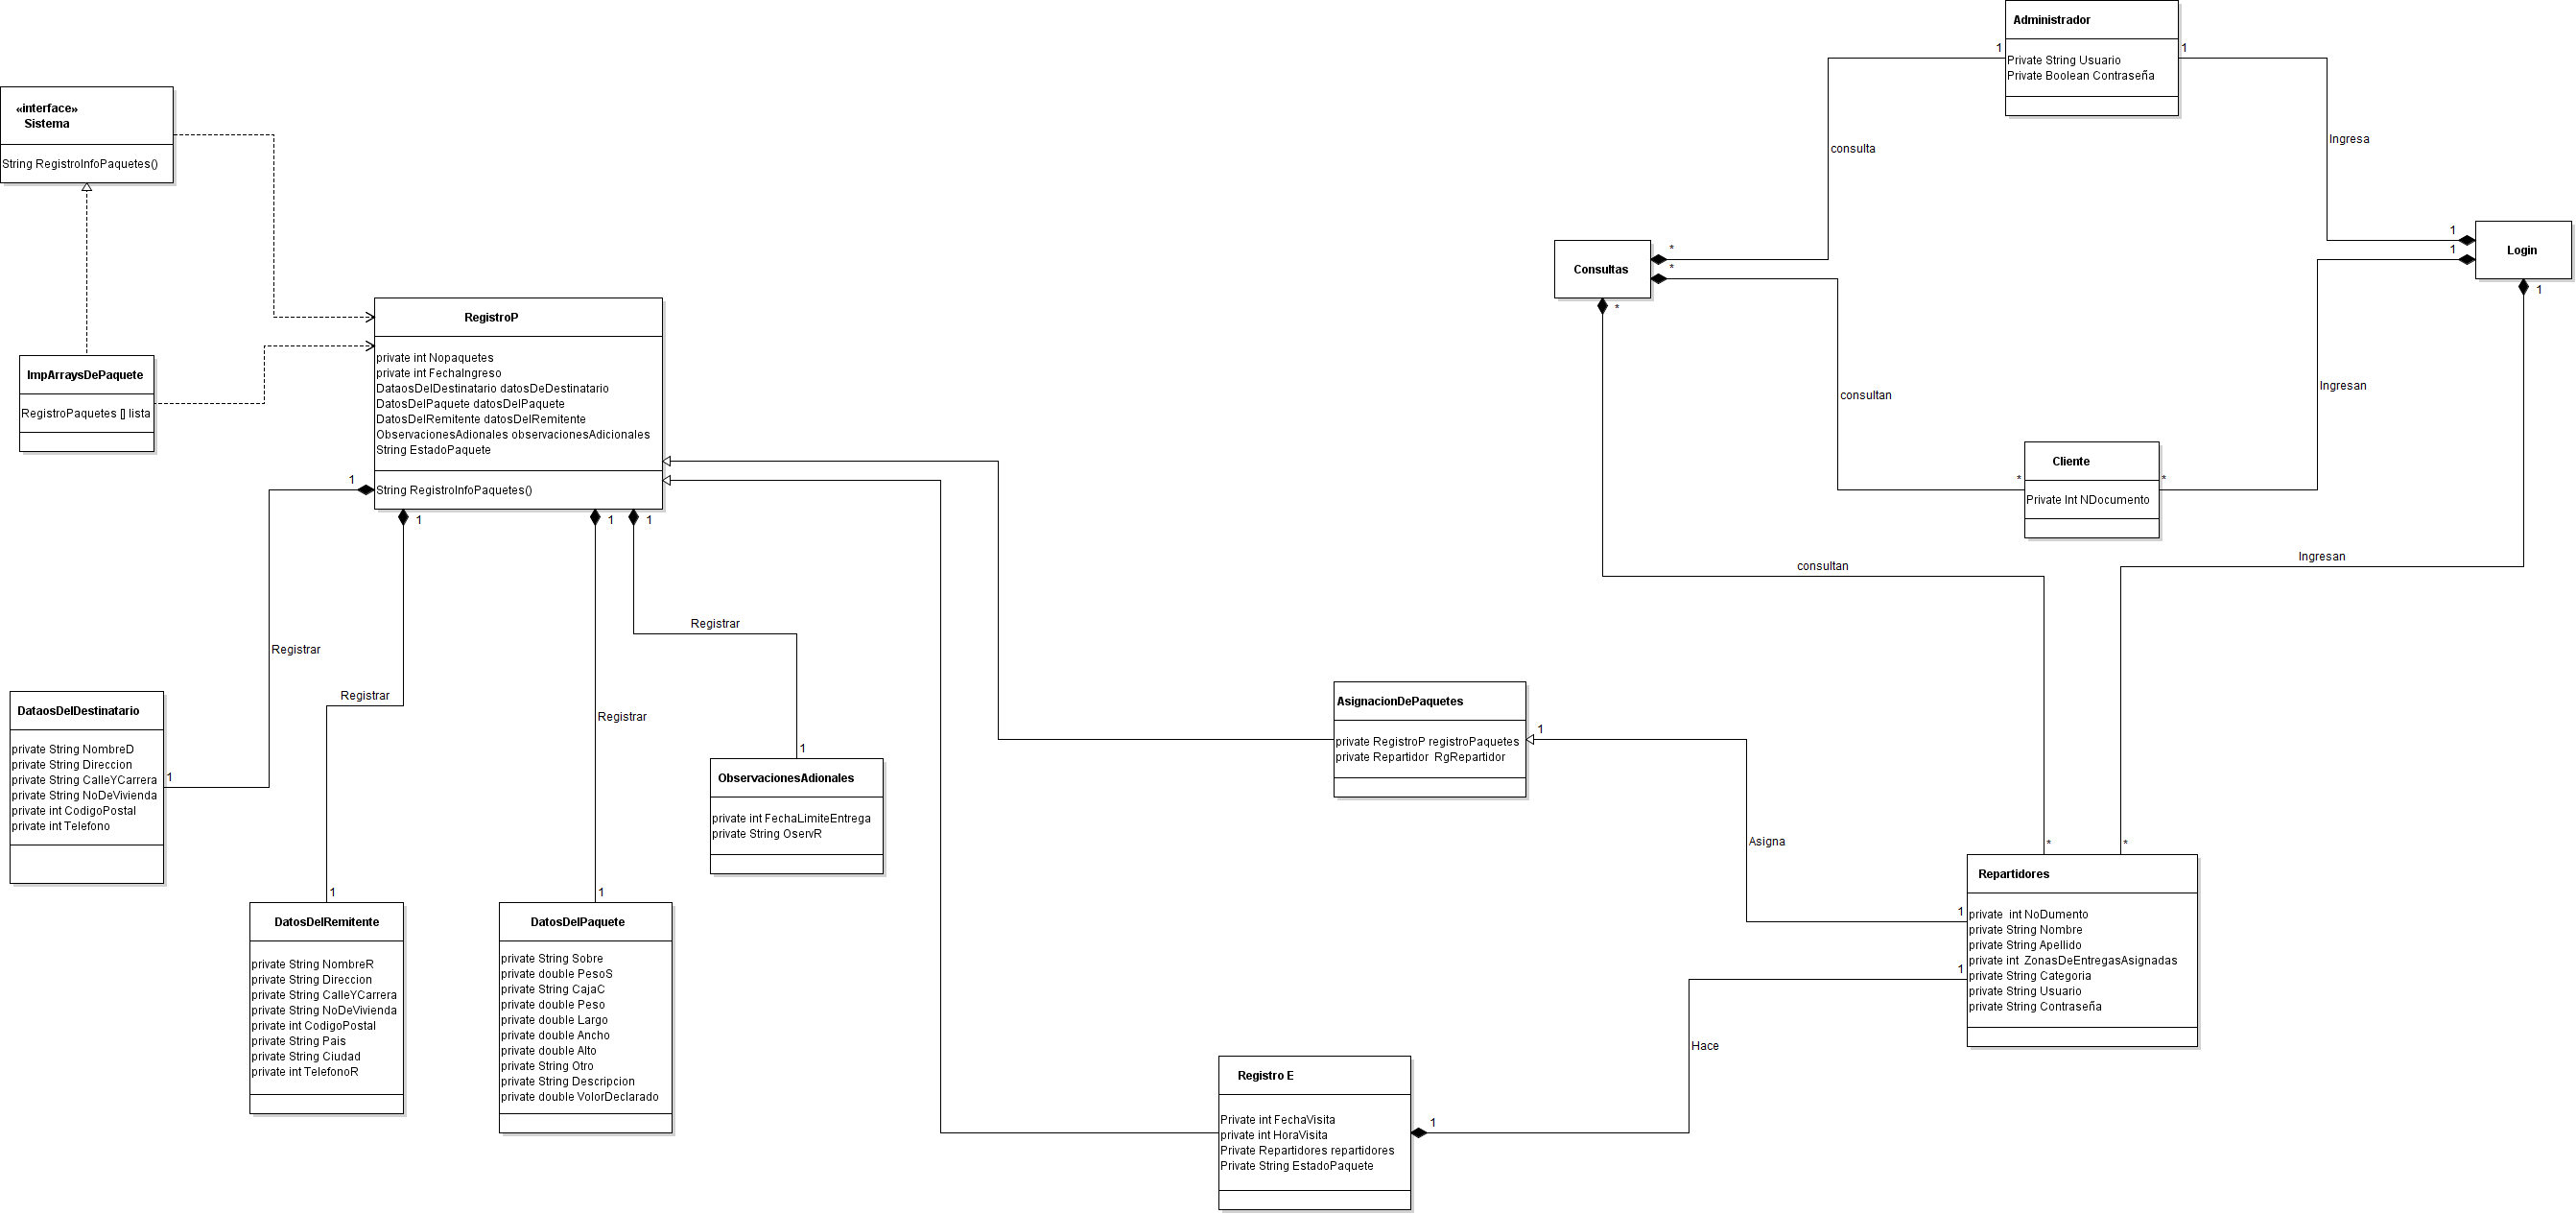 Administrador
Private String Usuario
Private Boolean Contraseña
1
1
consulta
Ingresa
«interface»
Sistema
String RegistroInfoPaquetes()
Consultas
*
*
*
Login
1
1
1
RegistroP
private int Nopaquetes
private int FechaIngreso
DataosDelDestinatario datosDeDestinatario
DatosDelPaquete datosDelPaquete
DatosDelRemitente datosDelRemitente
ObservacionesAdionales observacionesAdicionales
String EstadoPaquete
String RegistroInfoPaquetes()
1
1
1
1
ImpArraysDePaquete
RegistroPaquetes [] lista
consultan
Ingresan
Cliente
Private Int NDocumento
*
*
consultan
Ingresan
Registrar
Registrar
Registrar
Registrar
DataosDelDestinatario
private String NombreD
private String Direccion
private String CalleYCarrera
private String NoDeVivienda
private int CodigoPostal
private int Telefono
1
ObservacionesAdionales
private int FechaLimiteEntrega
private String OservR
1
AsignacionDePaquetes
private RegistroP registroPaquetes
private Repartidor  RgRepartidor
1
Asigna
DatosDelRemitente
private String NombreR
private String Direccion
private String CalleYCarrera
private String NoDeVivienda
private int CodigoPostal
private String Pais
private String Ciudad
private int TelefonoR
1
DatosDelPaquete
private String Sobre
private double PesoS
private String CajaC
private double Peso
private double Largo
private double Ancho
private double Alto
private String Otro
private String Descripcion
private double VolorDeclarado
1
Repartidores
private  int NoDumento
private String Nombre
private String Apellido
private int  ZonasDeEntregasAsignadas
private String Categoria
private String Usuario
private String Contraseña
*
*
1
1
Hace
Registro E
Private int FechaVisita
private int HoraVisita
Private Repartidores repartidores
Private String EstadoPaquete
1